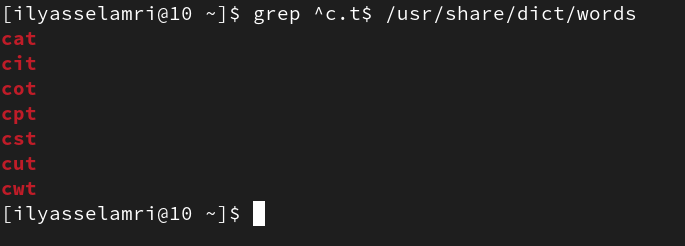 [ilyasselamri@10 ~]$ grep ^c.t$ /usr/share/dict/words
cat
cit
cot
cpt
cst
cut
cwt
[ilyasselamri@10 ~]$